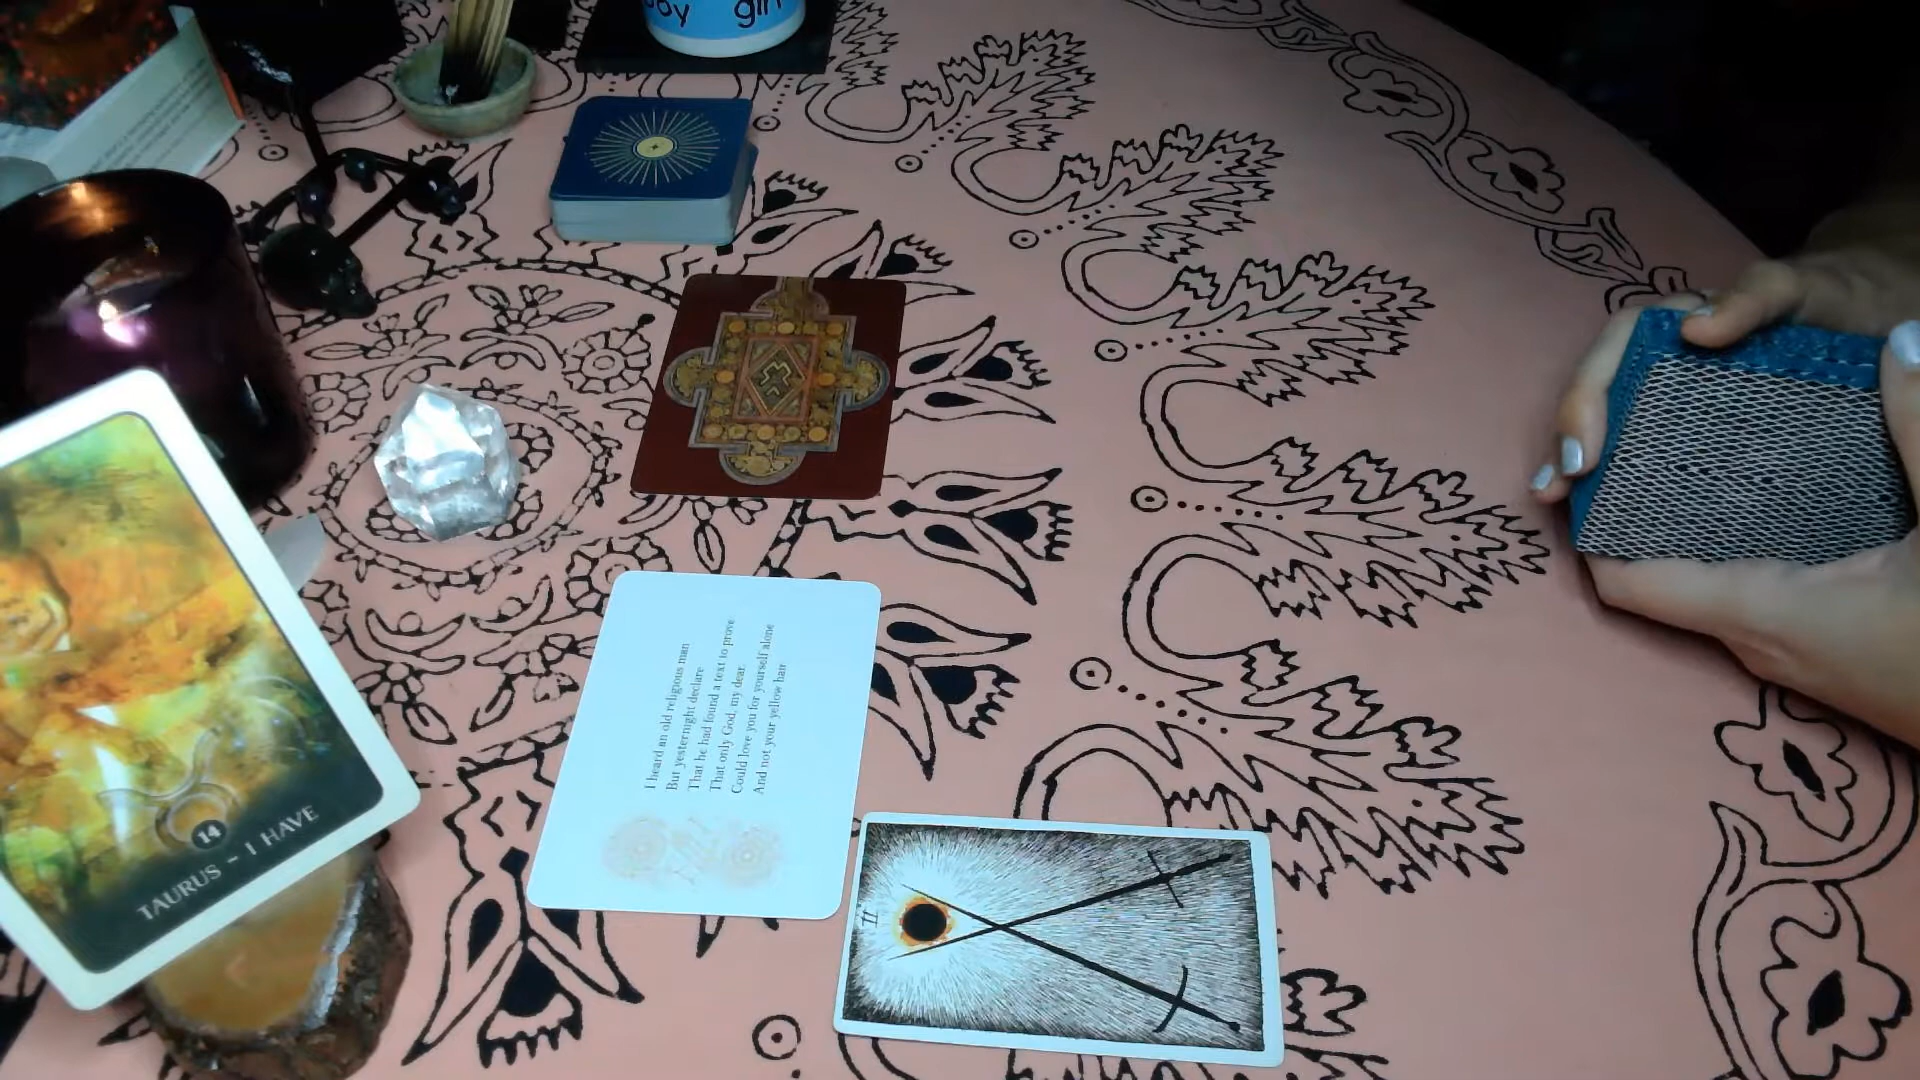 boy girl
14
TAURUS - I HAVE
I heard an old religious man
But yesternight declare
That he had found a text to prove
That only God, my dear,
Could love you for yourself alone
And not your yellow hair
II